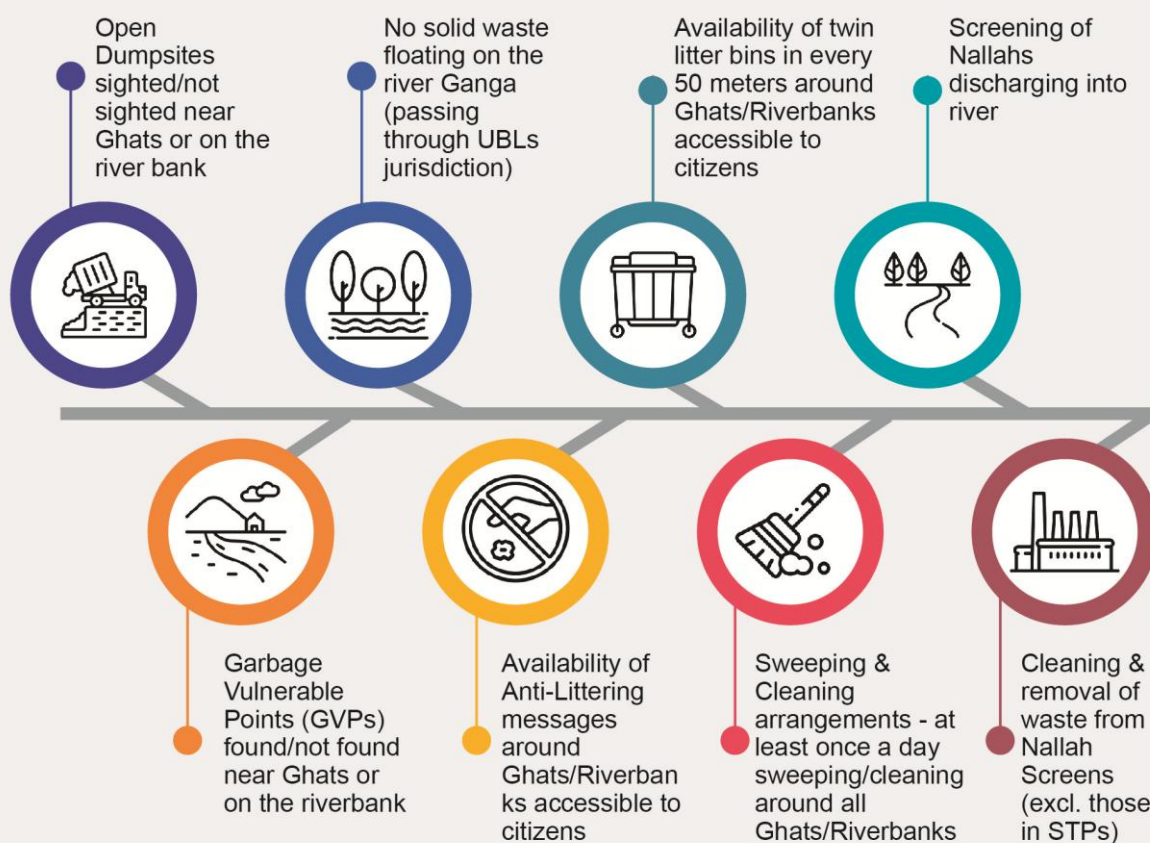 Open
Dumpsites
sighted/not
sighted near
Ghats or on the
river bank
No solid waste
floating on the
river Ganga
(passing
through UBLs
jurisdiction)
Availability of twin
litter bins in every
50 meters around
Ghats/Riverbanks
accessible to
citizens
Screening of
Nallahs
discharging into
river
Garbage
Vulnerable
Points (GVPs)
found/not found
near Ghats or
on the riverbank
Availability of
Anti-Littering
messages
around
Ghats/Riverban
ks accessible to
citizens
Sweeping &
Cleaning
arrangements - at
least once a day
sweeping/cleaning
around all
Ghats/Riverbanks
Cleaning &
removal of
waste from
Nallah
Screens
(excl. those
in STPs)